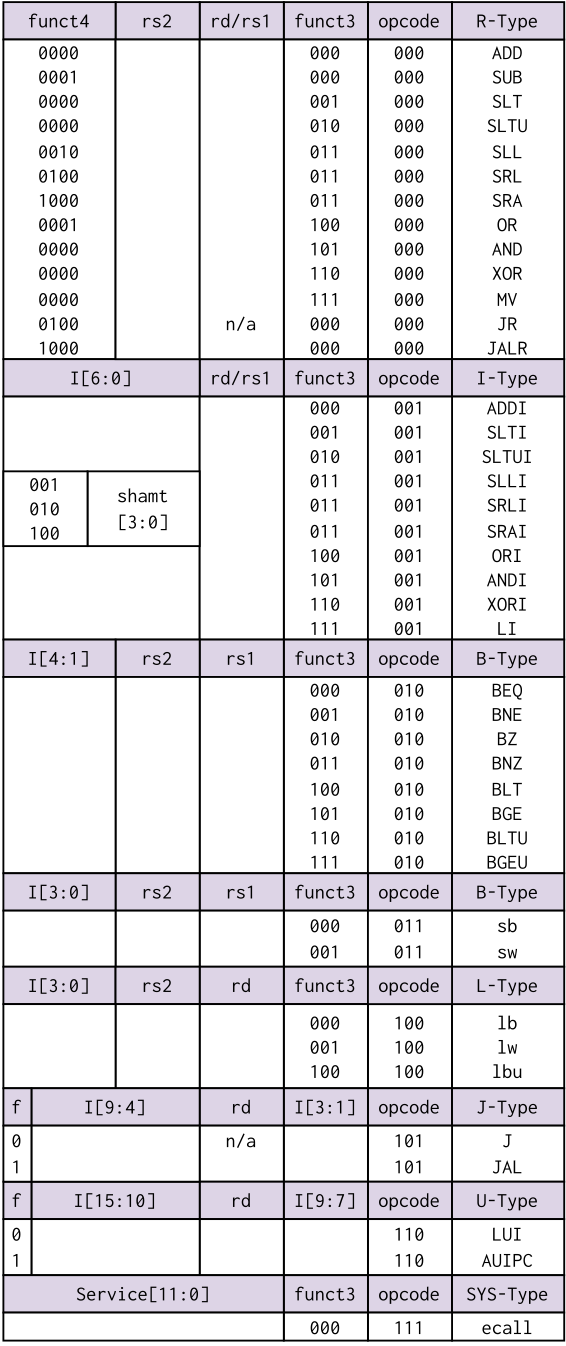 funct4 rs2 rd/rs1 funct3 opcode R-Type
0000 000 000 ADD
0001 000 000 SUB
0000 001 000 SLT
0000 010 000 SLTU
0010 011 000 SLL
0100 011 000 SRL
1000 011 000 SRA
0001 100 000 OR
0000 101 000 AND
0000 110 000 XOR
0000 111 000 MV
0100 n/a 000 000 JR
1000 000 000 JALR
I[6:0] rd/rs1 funct3 opcode I-Type
000 001 ADDI
001 001 SLTI
010 001 SLTUI
001 shamt 011 001 SLLI
010 [3:0] 011 001 SRLI
100 011 001 SRAI
100 001 ORI
101 001 ANDI
110 001 XORI
111 001 LI
I[4:1] rs2 rs1 funct3 opcode B-Type
000 010 BEQ
001 010 BNE
010 010 BZ
011 010 BNZ
100 010 BLT
101 010 BGE
110 010 BLTU
111 010 BGEU
I[3:0] rs2 rs1 funct3 opcode B-Type
000 011 sb
001 011 sw
I[3:0] rs2 rd funct3 opcode L-Type
000 100 lb
001 100 lw
100 100 lbu
f I[9:4] rd I[3:1] opcode J-Type
0 n/a 101 J
1 101 JAL
f I[15:10] rd I[9:7] opcode U-Type
0 110 LUI
1 110 AUIPC
Service[11:0] funct3 opcode SYS-Type
000 111 ecall